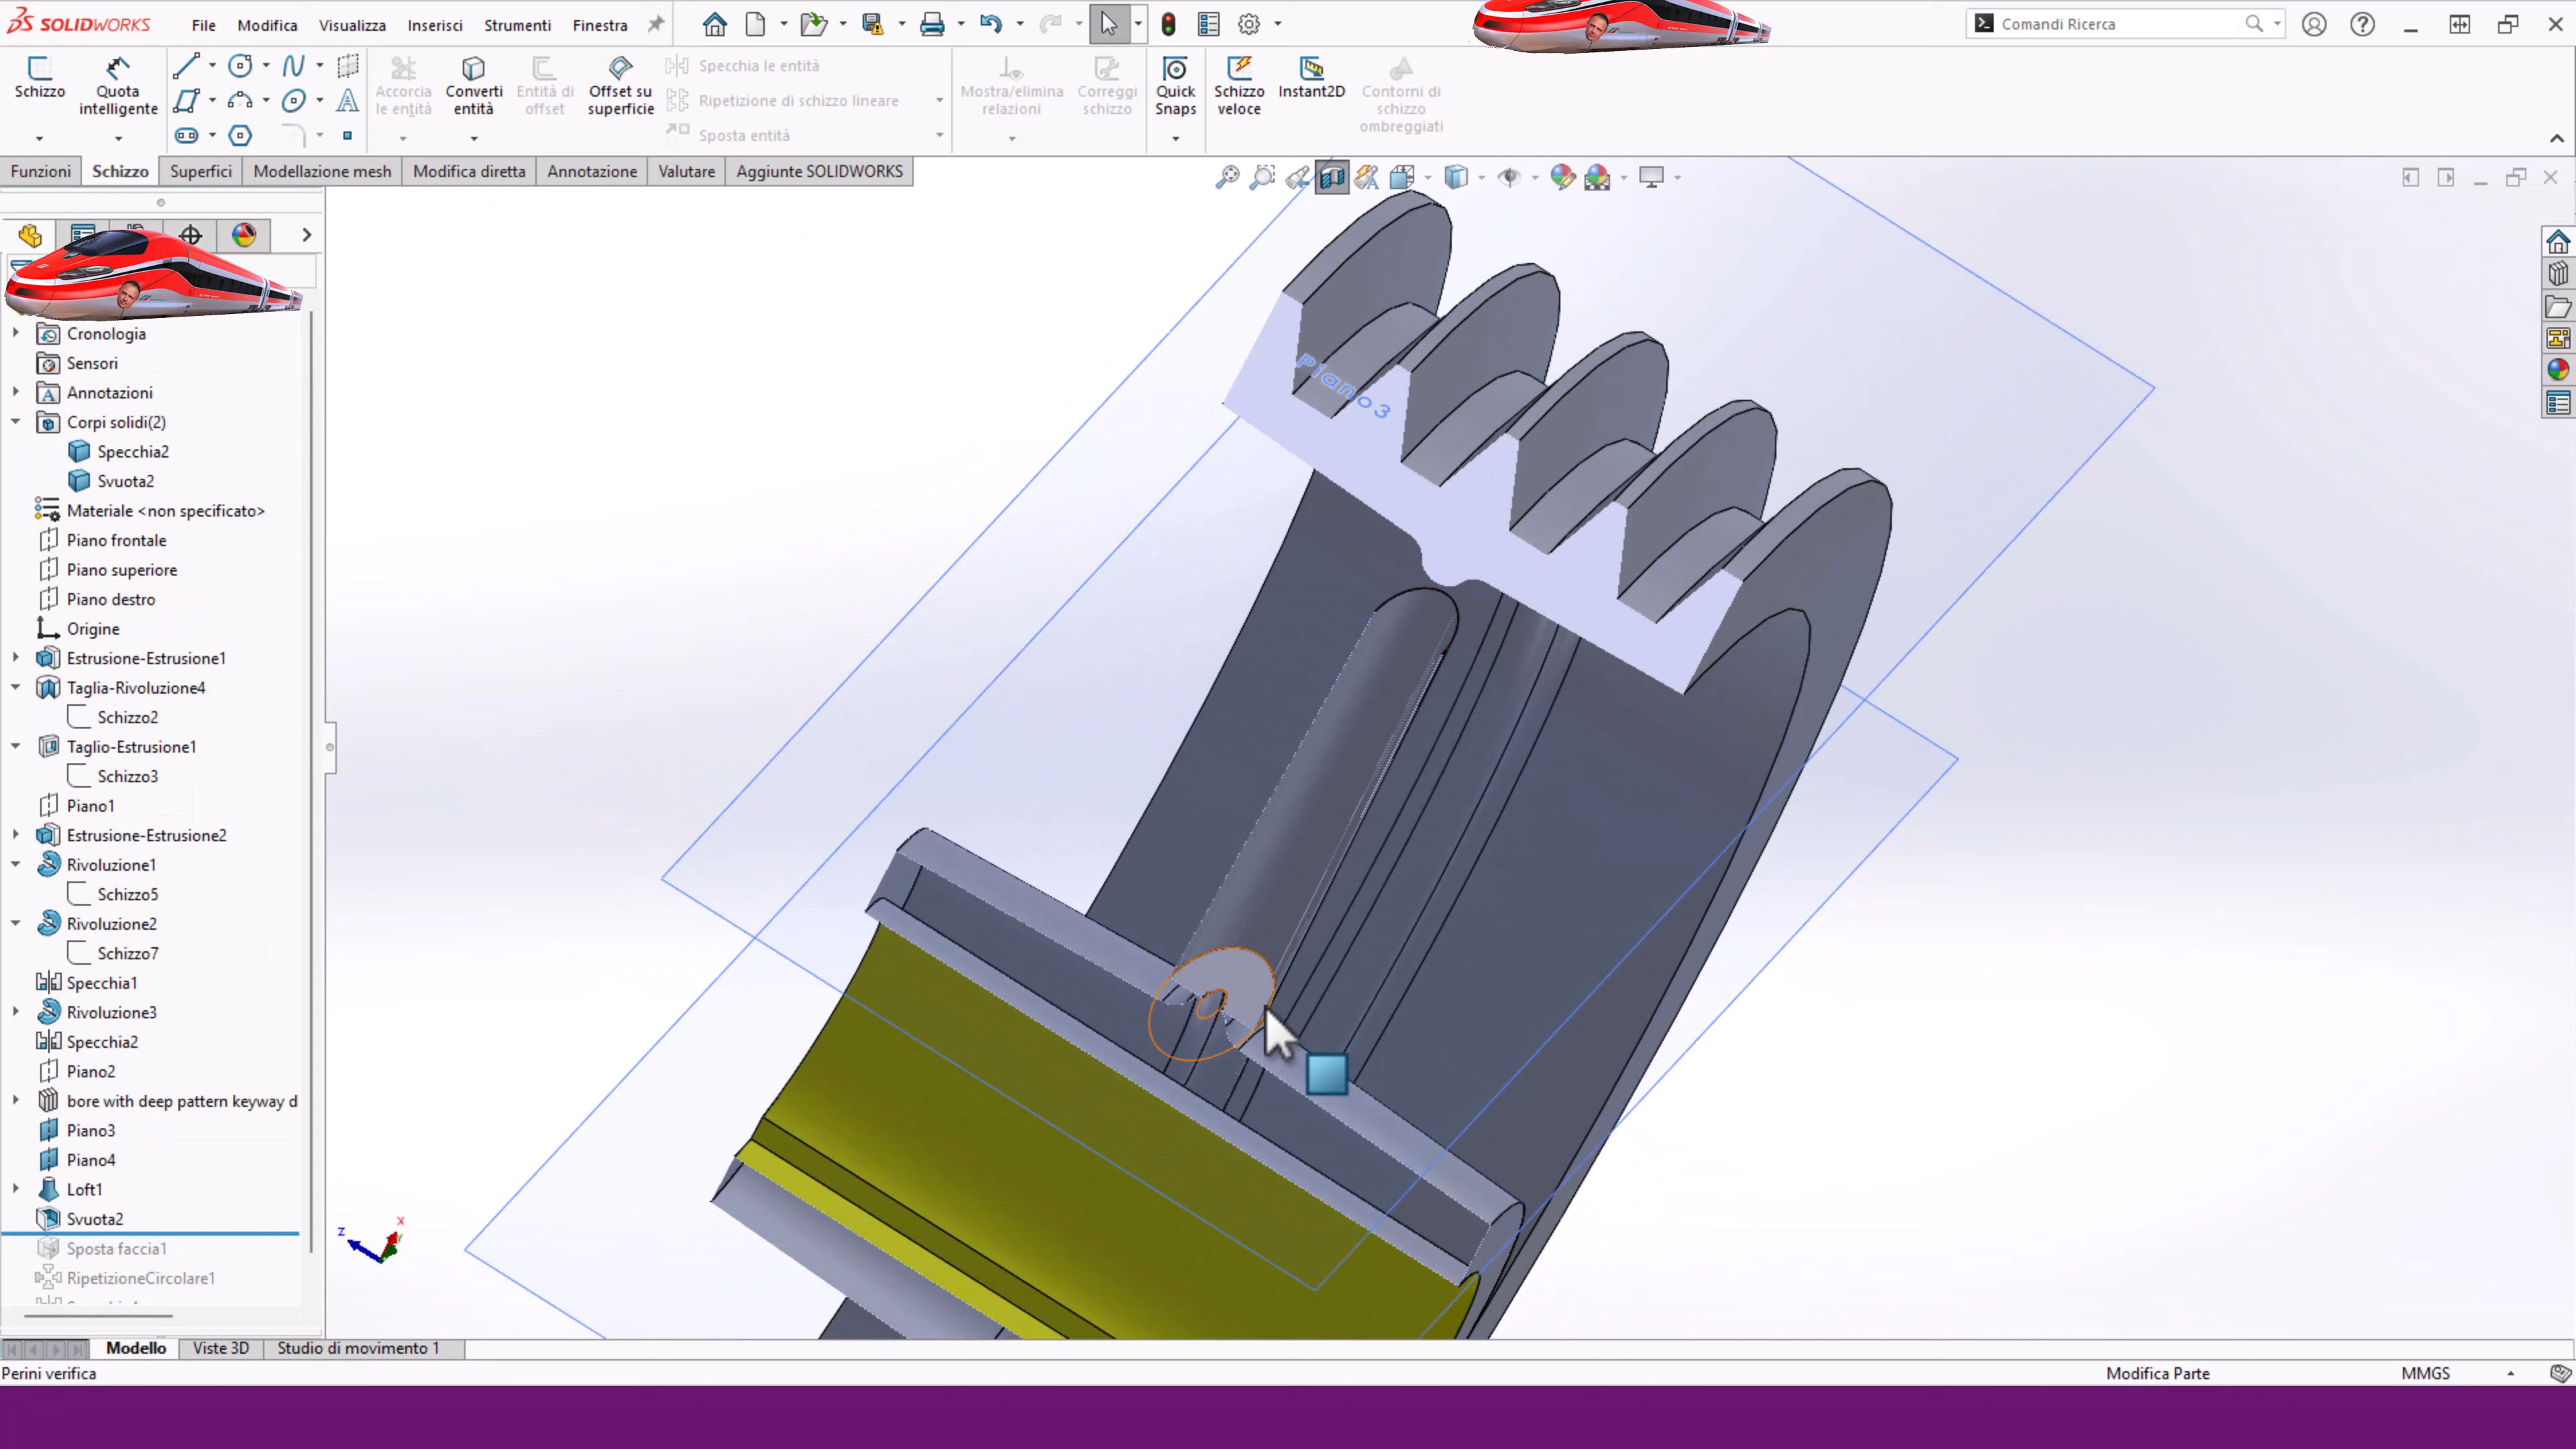 SOLIDWORKS
File Modifica Visualizza Inserisci Strumenti Finestra
Comandi Ricerca
Schizzo
Quota intelligente
Accorcia le entità
Converti entità
Entità di offset
Offset su superficie
Specchia le entità
Ripetizione di schizzo lineare
Sposta entità
Mostra/elimina relazioni
Correggi schizzo
Quick Snaps
Schizzo veloce
Instant2D
Contorni di schizzo ombreggiati
Funzioni Schizzo Superfici Modellazione mesh Modifica diretta Annotazione Valutare Aggiunte SOLIDWORKS
Cronologia
Sensori
Annotazioni
Corpi solidi(2)
Specchia2
Svuota2
Materiale <non specificato>
Piano frontale
Piano superiore
Piano destro
Origine
Estrusione-Estrusione1
Taglia-Rivoluzione4
Schizzo2
Taglio-Estrusione1
Schizzo3
Piano1
Estrusione-Estrusione2
Rivoluzione1
Schizzo5
Rivoluzione2
Schizzo7
Specchia1
Rivoluzione3
Specchia2
Piano2
bore with deep pattern keyway d
Piano3
Piano4
Loft1
Svuota2
Sposta faccia1
RipetizioneCircolare1
Piano3
Z X
Modello Viste 3D Studio di movimento 1
Perini verifica
Modifica Parte
MMGS